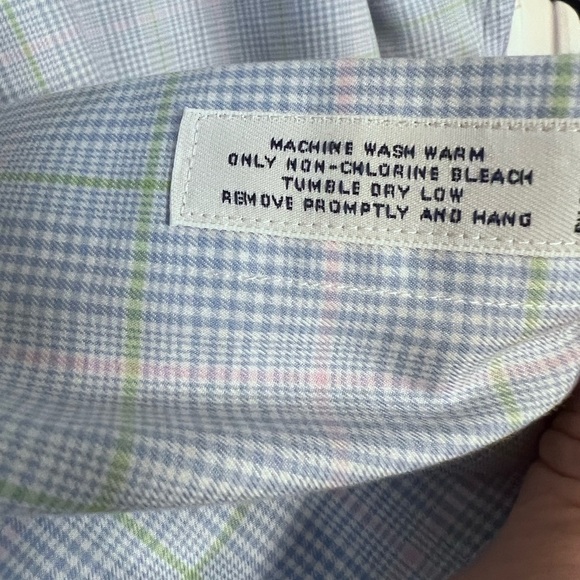 MACHINE WASH WARM
ONLY NON-CHLORINE BLEACH
TUMBLE DRY LOW
REMOVE PROMPTLY AND HANG